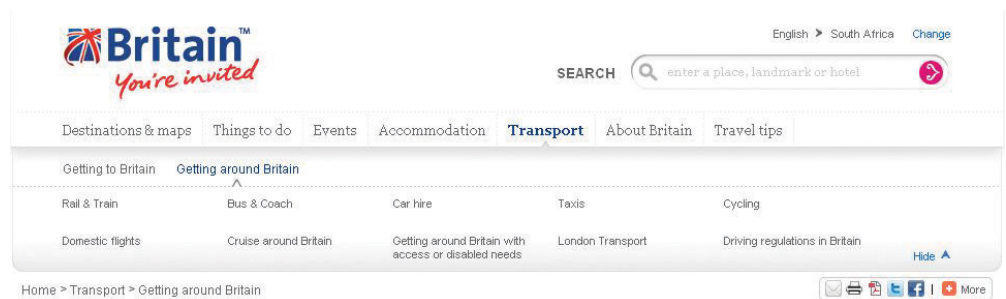 Britain™
You're invited
English > South Africa Change
SEARCH enter a place, landmark or hotel
Destinations & maps Things to do Events Accommodation Transport About Britain Travel tips
Getting to Britain Getting around Britain
Rail & Train Bus & Coach Car hire Taxis Cycling
Domestic flights Cruise around Britain Getting around Britain with London Transport Driving regulations in Britain
access or disabled needs
Hide
Home > Transport > Getting around Britain | More